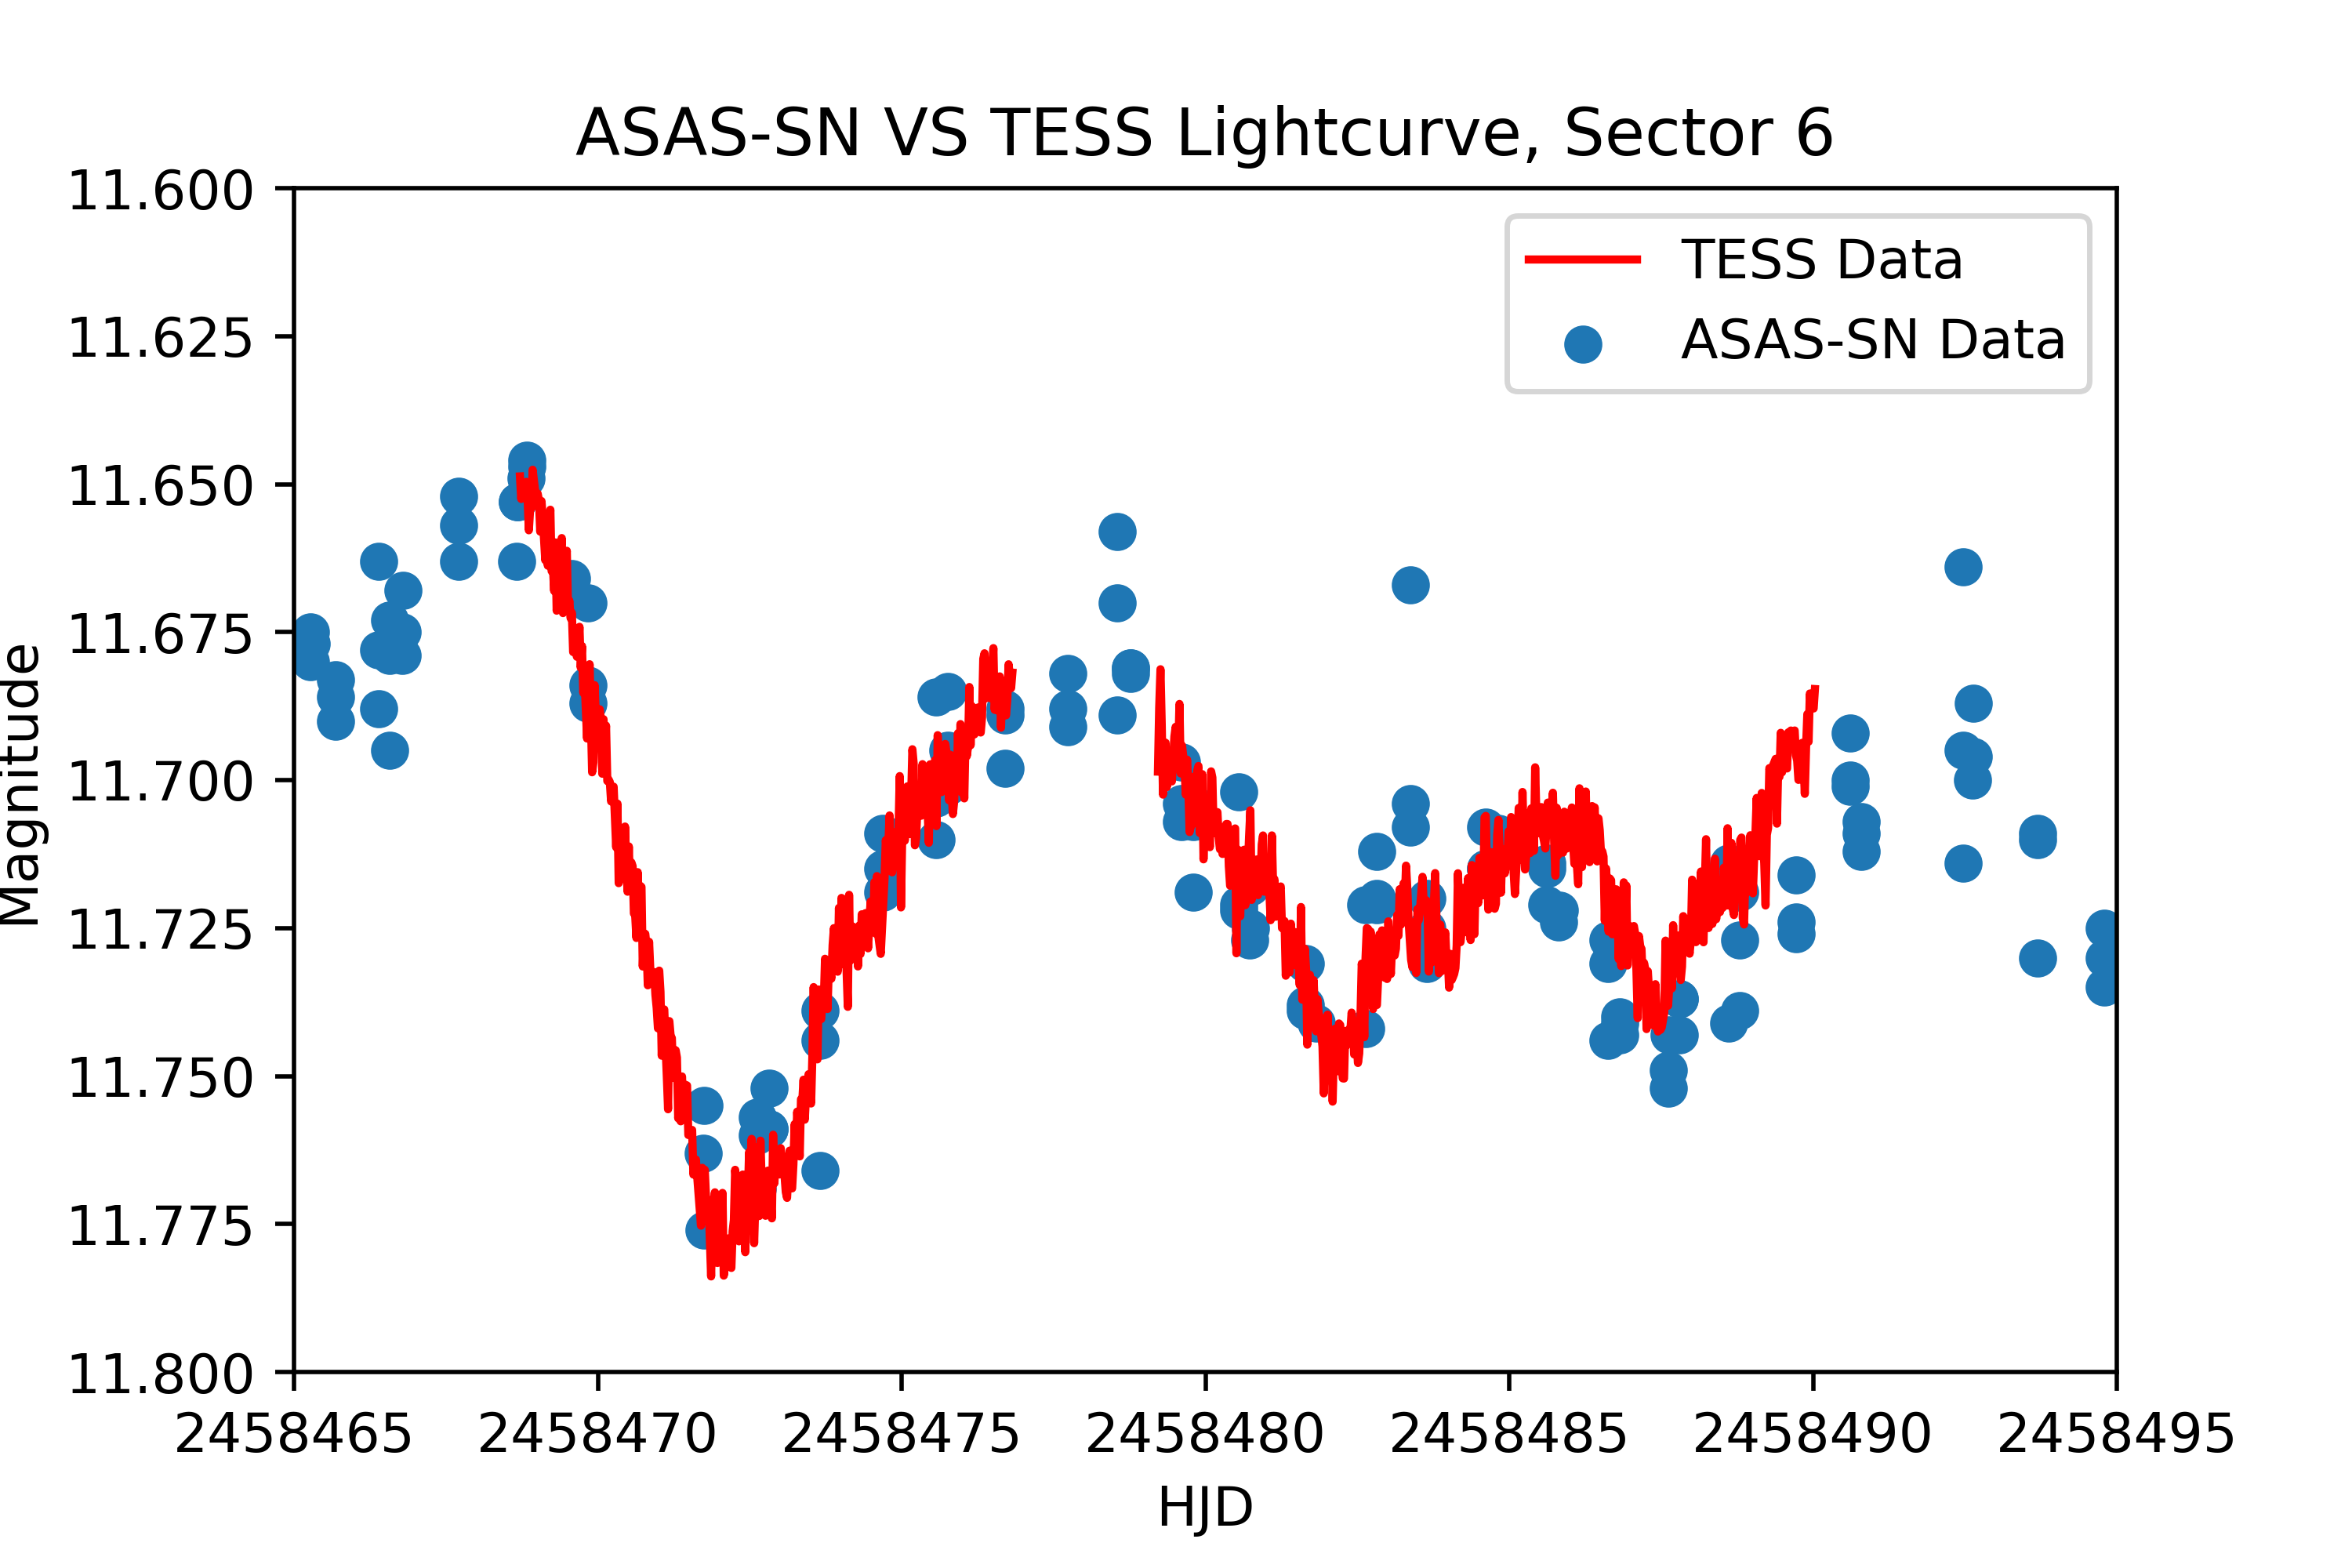 ASAS-SN VS TESS Lightcurve, Sector 6
11.600
11.625
11.650
11.675
11.700
11.725
11.750
11.775
11.800
Magnitude
TESS Data
ASAS-SN Data
2458465 2458470 2458475 2458480 2458485 2458490 2458495
HJD